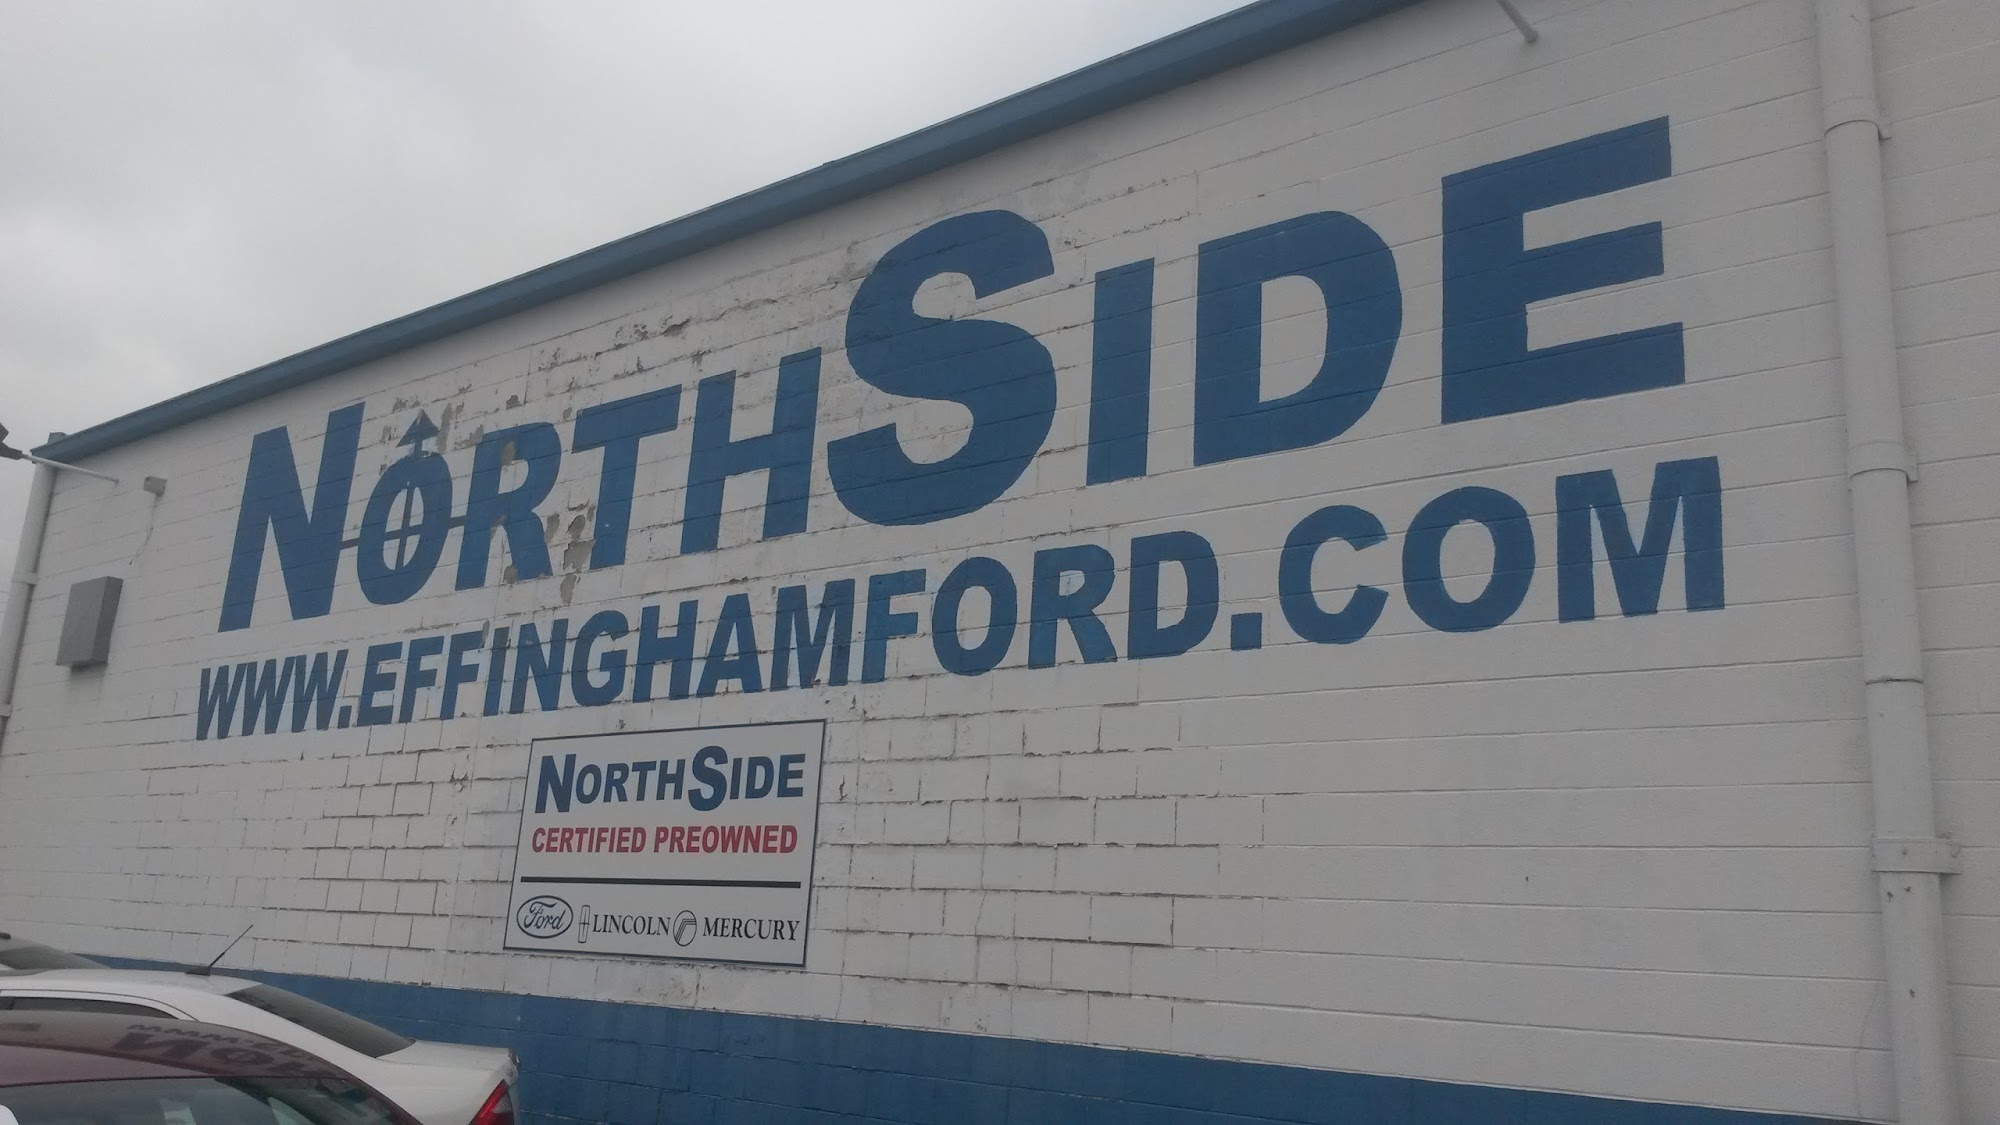 NORTHSIDE
WWW.EFFINGHAMFORD.COM
NORTHSIDE
CERTIFIED PREOWNED
Ford LINCOLN MERCURY